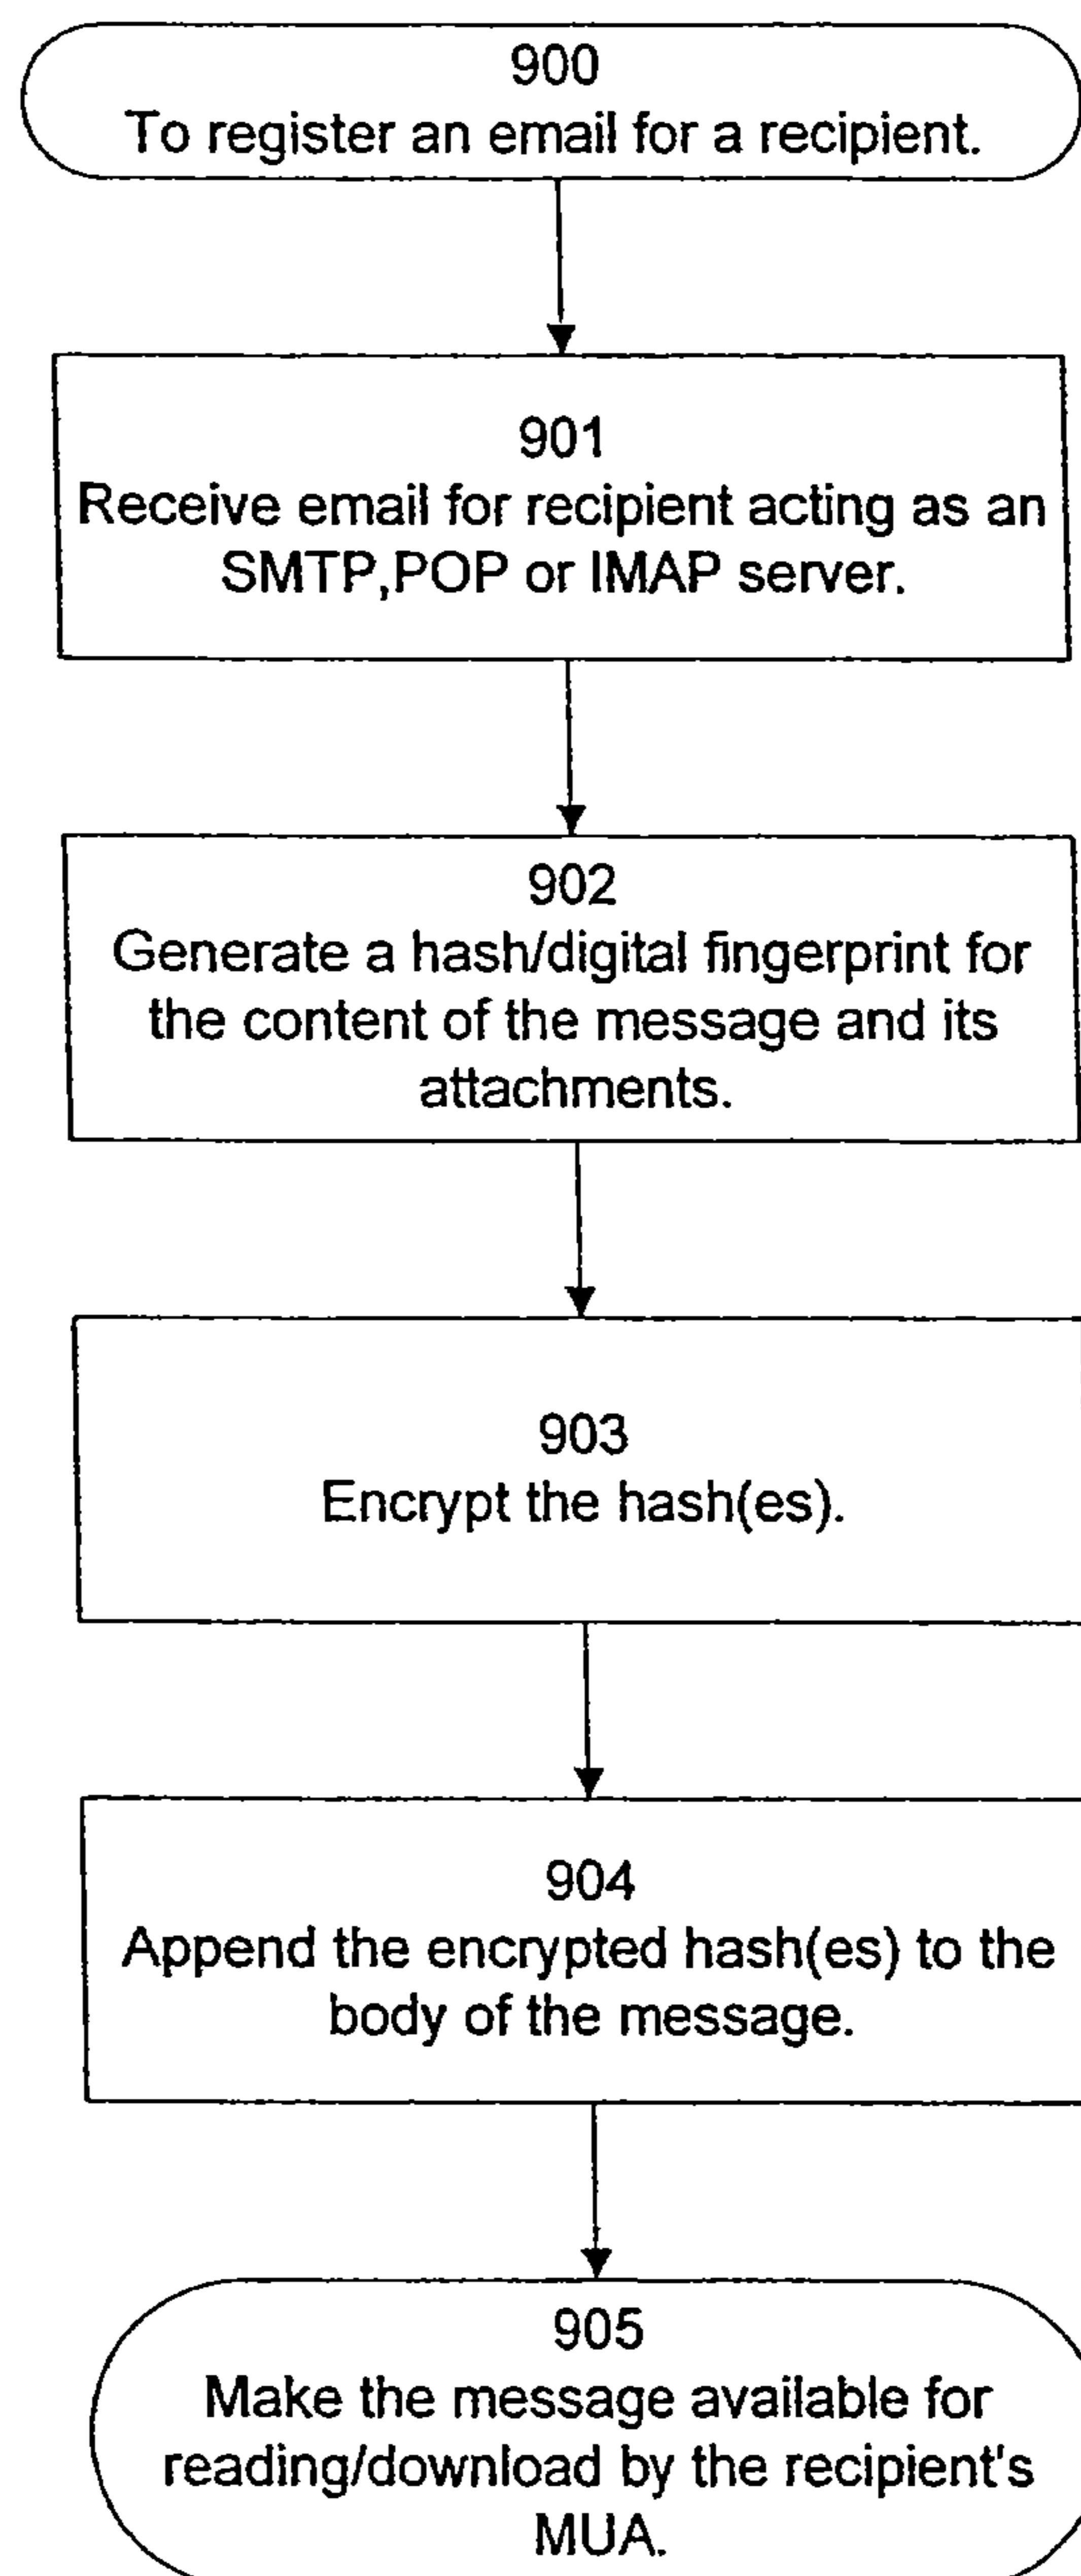 900
To register an email for a recipient.
901
Receive email for recipient acting as an
SMTP,POP or IMAP server.
902
Generate a hash/digital fingerprint for
the content of the message and its
attachments.
903
Encrypt the hash(es).
904
Append the encrypted hash(es) to the
body of the message.
905
Make the message available for
reading/download by the recipient's
MUA.